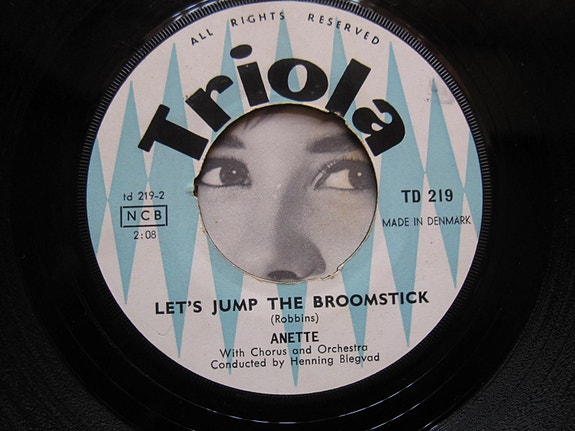 ALL RIGHTS RESERVED
Triola
td 219-2
NCB
2:08
TD 219
MADE IN DENMARK
LET'S JUMP THE BROOMSTICK
(Robbins)
ANETTE
With Chorus and Orchestra
Conducted by Henning Blegvad